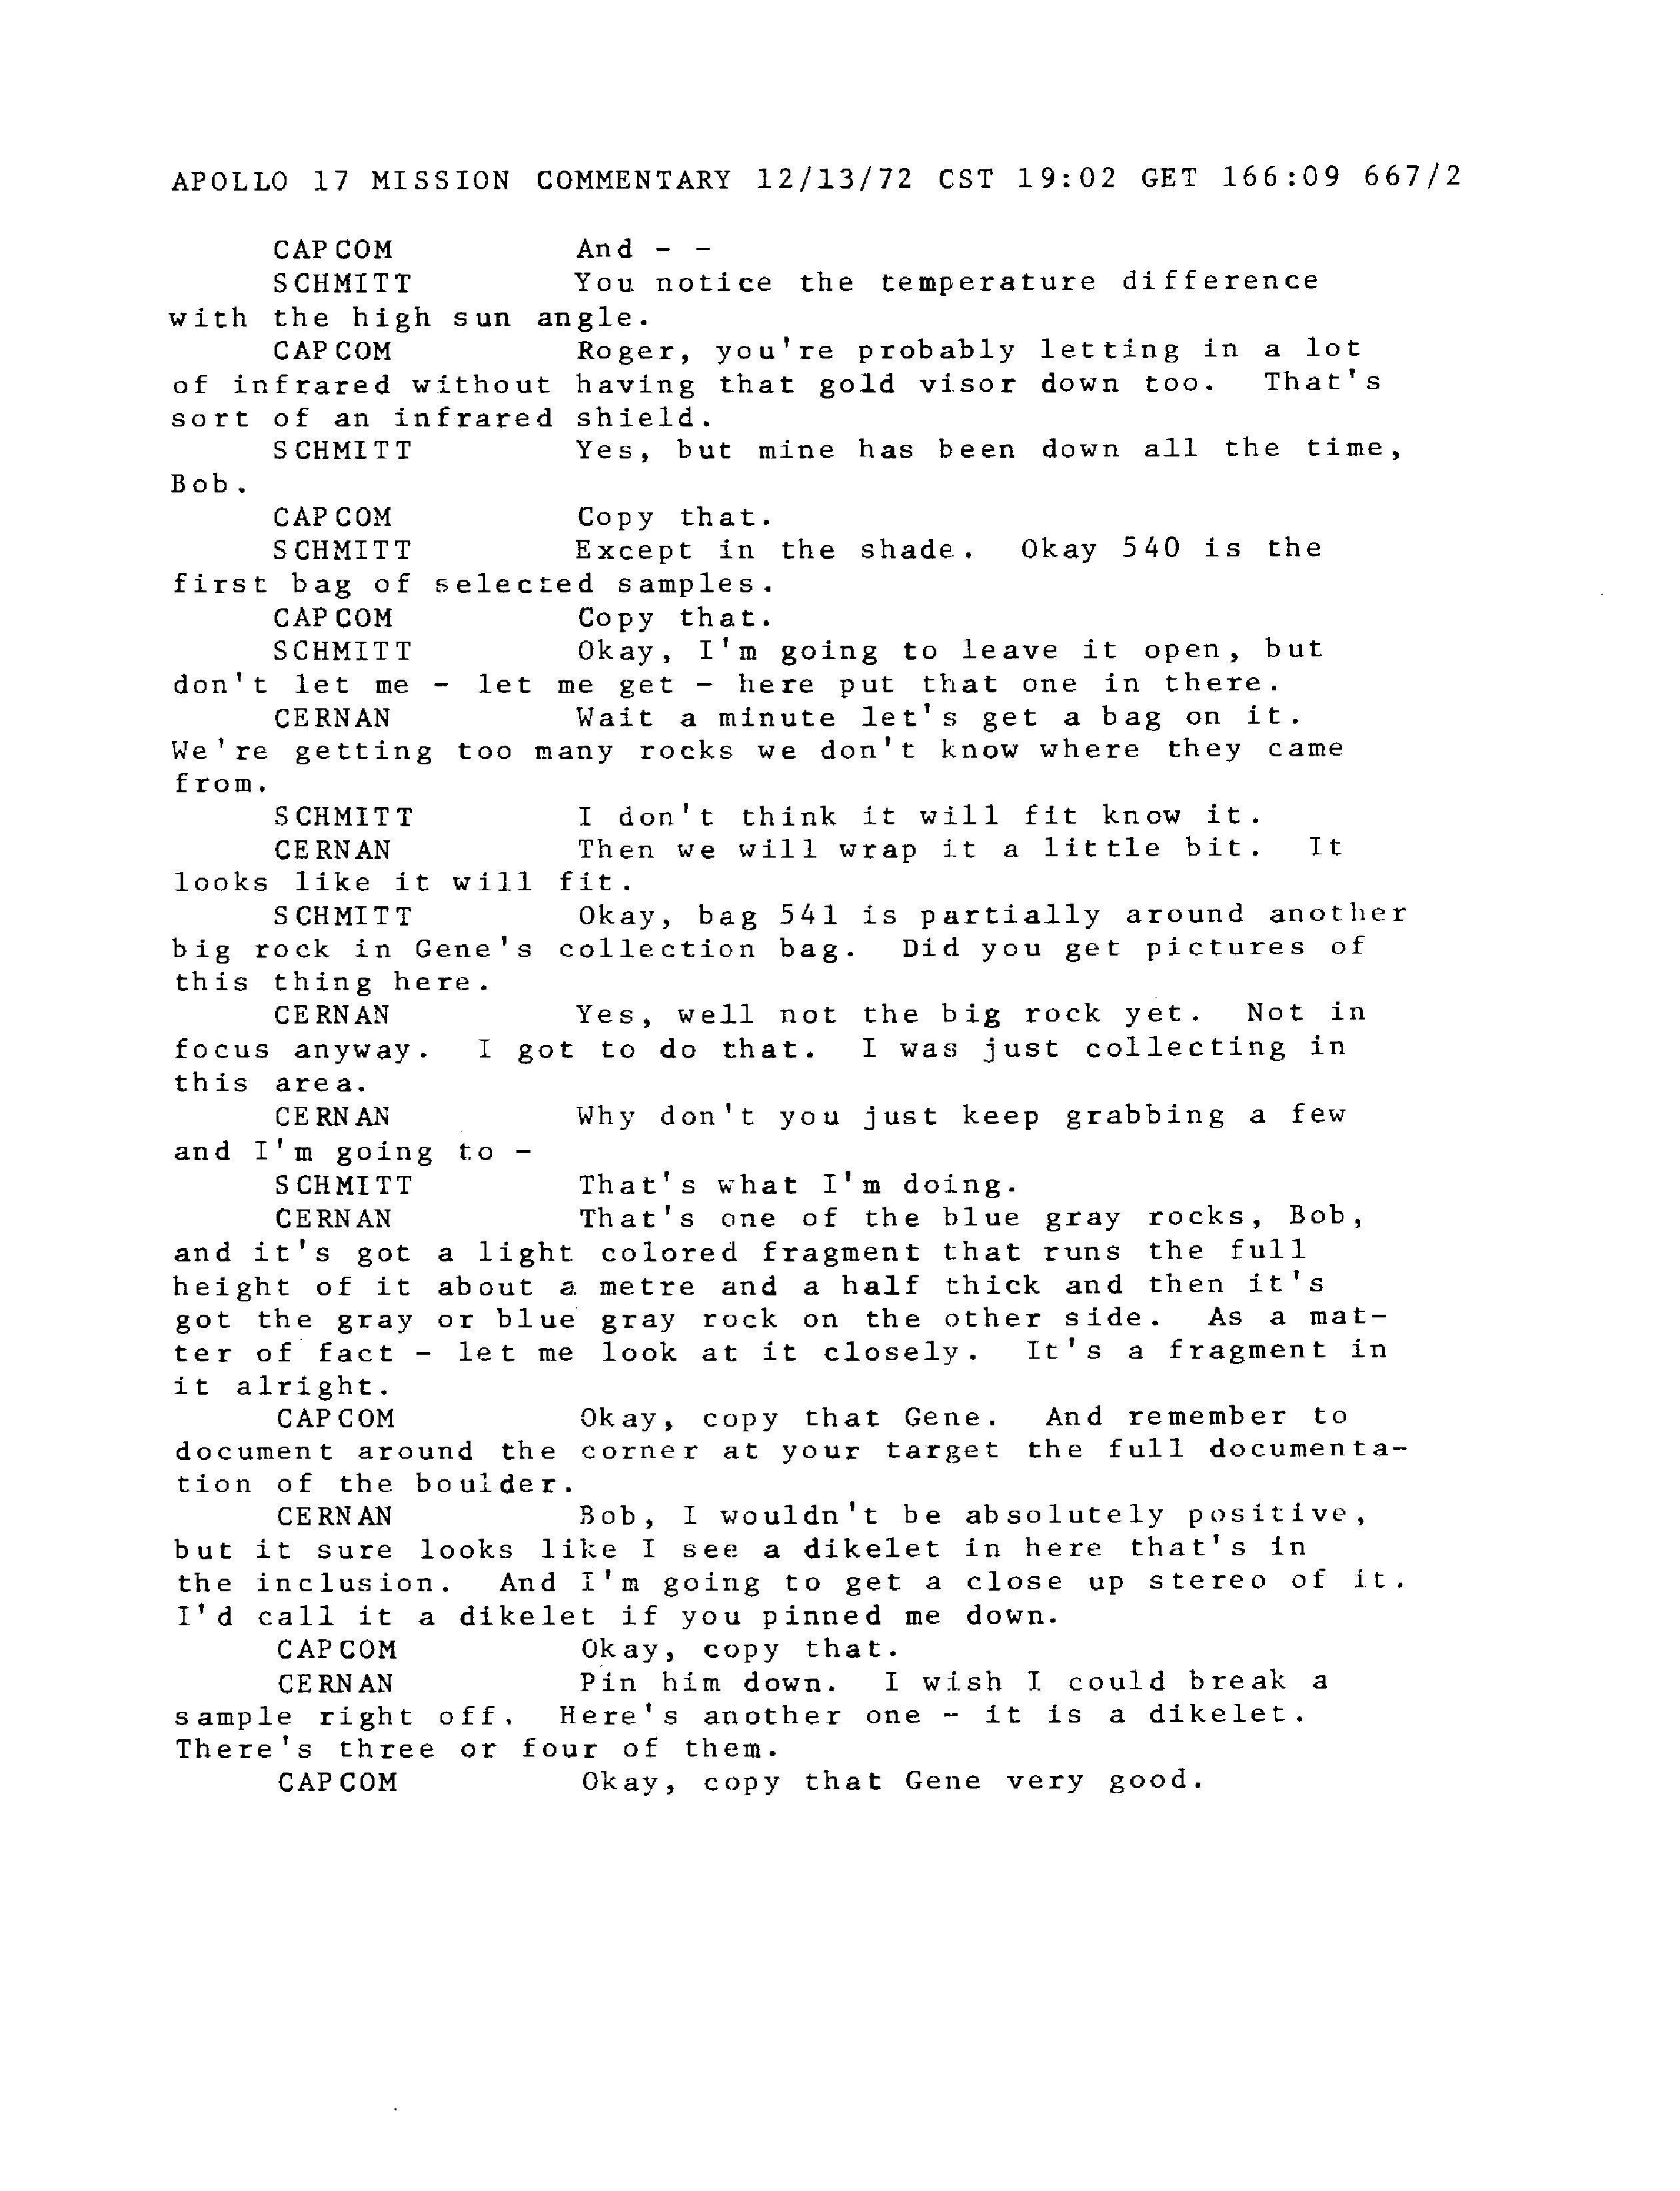 APOLLO 17 MISSION COMMENTARY 12/13/72 CST 19:02 GET 166:09 667/2
CAPCOM And - -
SCHMITT You notice the temperature difference
with the high sun angle.
CAPCOM Roger, you're probably letting in a lot
of infrared without having that gold visor down too. That's
sort of an infrared shield.
SCHMITT Yes, but mine has been down all the time,
Bob.
CAPCOM Copy that.
SCHMITT Except in the shade. Okay 540 is the
first bag of selected samples.
CAPCOM Copy that.
SCHMITT Okay, I'm going to leave it open, but
don't let me - let me get - here put that one in there.
CERNAN Wait a minute let's get a bag on it.
We're getting too many rocks we don't know where they came
from.
SCHMITT I don't think it will fit know it.
CERNAN Then we will wrap it a little bit. It
looks like it will fit.
SCHMITT Okay, bag 541 is partially around another
big rock in Gene's collection bag. Did you get pictures of
this thing here.
CERNAN Yes, well not the big rock yet. Not in
focus anyway. I got to do that. I was just collecting in
this area.
CERNAN Why don't you just keep grabbing a few
and I'm going to -
SCHMITT That's what I'm doing.
CERNAN That's one of the blue gray rocks, Bob,
and it's got a light colored fragment that runs the full
height of it about a metre and a half thick and then it's
got the gray or blue gray rock on the other side. As a mat-
ter of fact - let me look at it closely. It's a fragment in
it alright.
CAPCOM Okay, copy that Gene. And remember to
document around the corner at your target the full documenta-
tion of the boulder.
CERNAN Bob, I wouldn't be absolutely positive,
but it sure looks like I see a dikelet in here that's in
the inclusion. And I'm going to get a close up stereo of it.
I'd call it a dikelet if you pinned me down.
CAPCOM Okay, copy that.
CERNAN Pin him down. I wish I could break a
sample right off. Here's another one - it is a dikelet.
There's three or four of them.
CAPCOM Okay, copy that Gene very good.